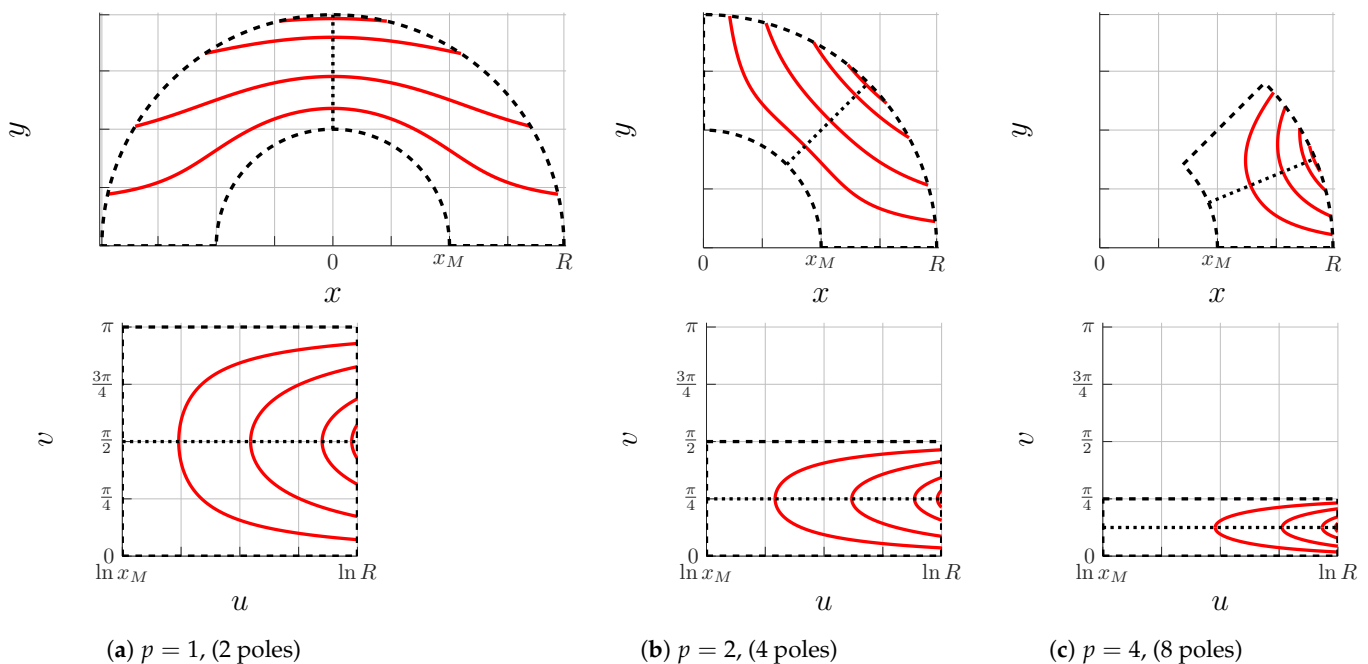 y
0
x_M
R
x
y
0
x_M
R
x
y
0
x_M
R
x
π
3π/4
π/2
π/4
0
v
ln x_M
ln R
u
π
3π/4
π/2
π/4
0
v
ln x_M
ln R
u
π
3π/4
π/2
π/4
0
v
ln x_M
ln R
u
(a) p = 1, (2 poles)
(b) p = 2, (4 poles)
(c) p = 4, (8 poles)